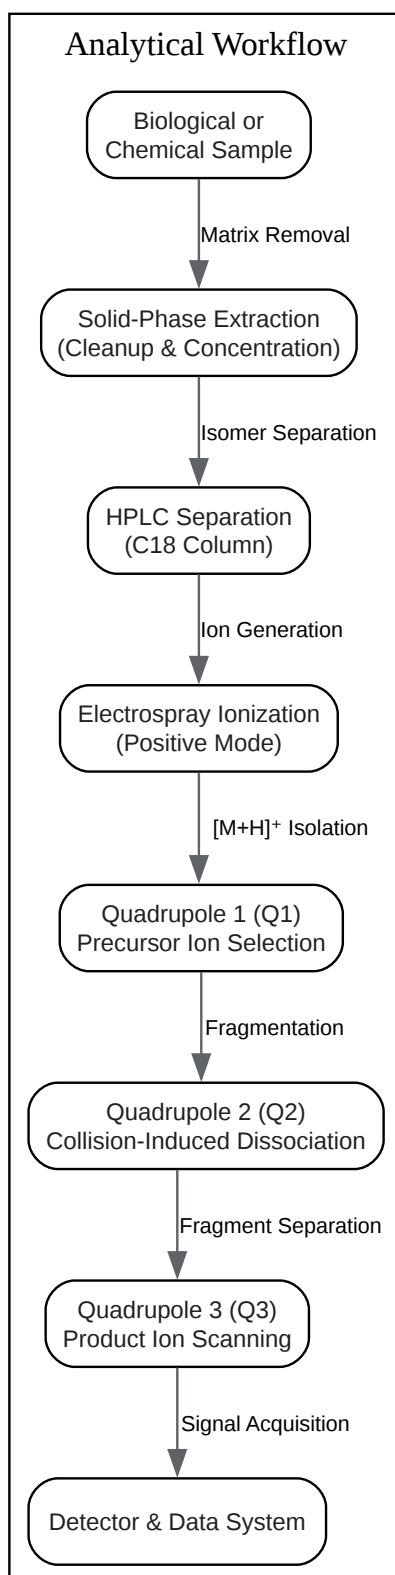 Analytical Workflow
Biological or
Chemical Sample
Matrix Removal
Solid-Phase Extraction
(Cleanup & Concentration)
Isomer Separation
HPLC Separation
(C18 Column)
Ion Generation
Electrospray Ionization
(Positive Mode)
[M+H]⁺ Isolation
Quadrupole 1 (Q1)
Precursor Ion Selection
Fragmentation
Quadrupole 2 (Q2)
Collision-Induced Dissociation
Fragment Separation
Quadrupole 3 (Q3)
Product Ion Scanning
Signal Acquisition
Detector & Data System